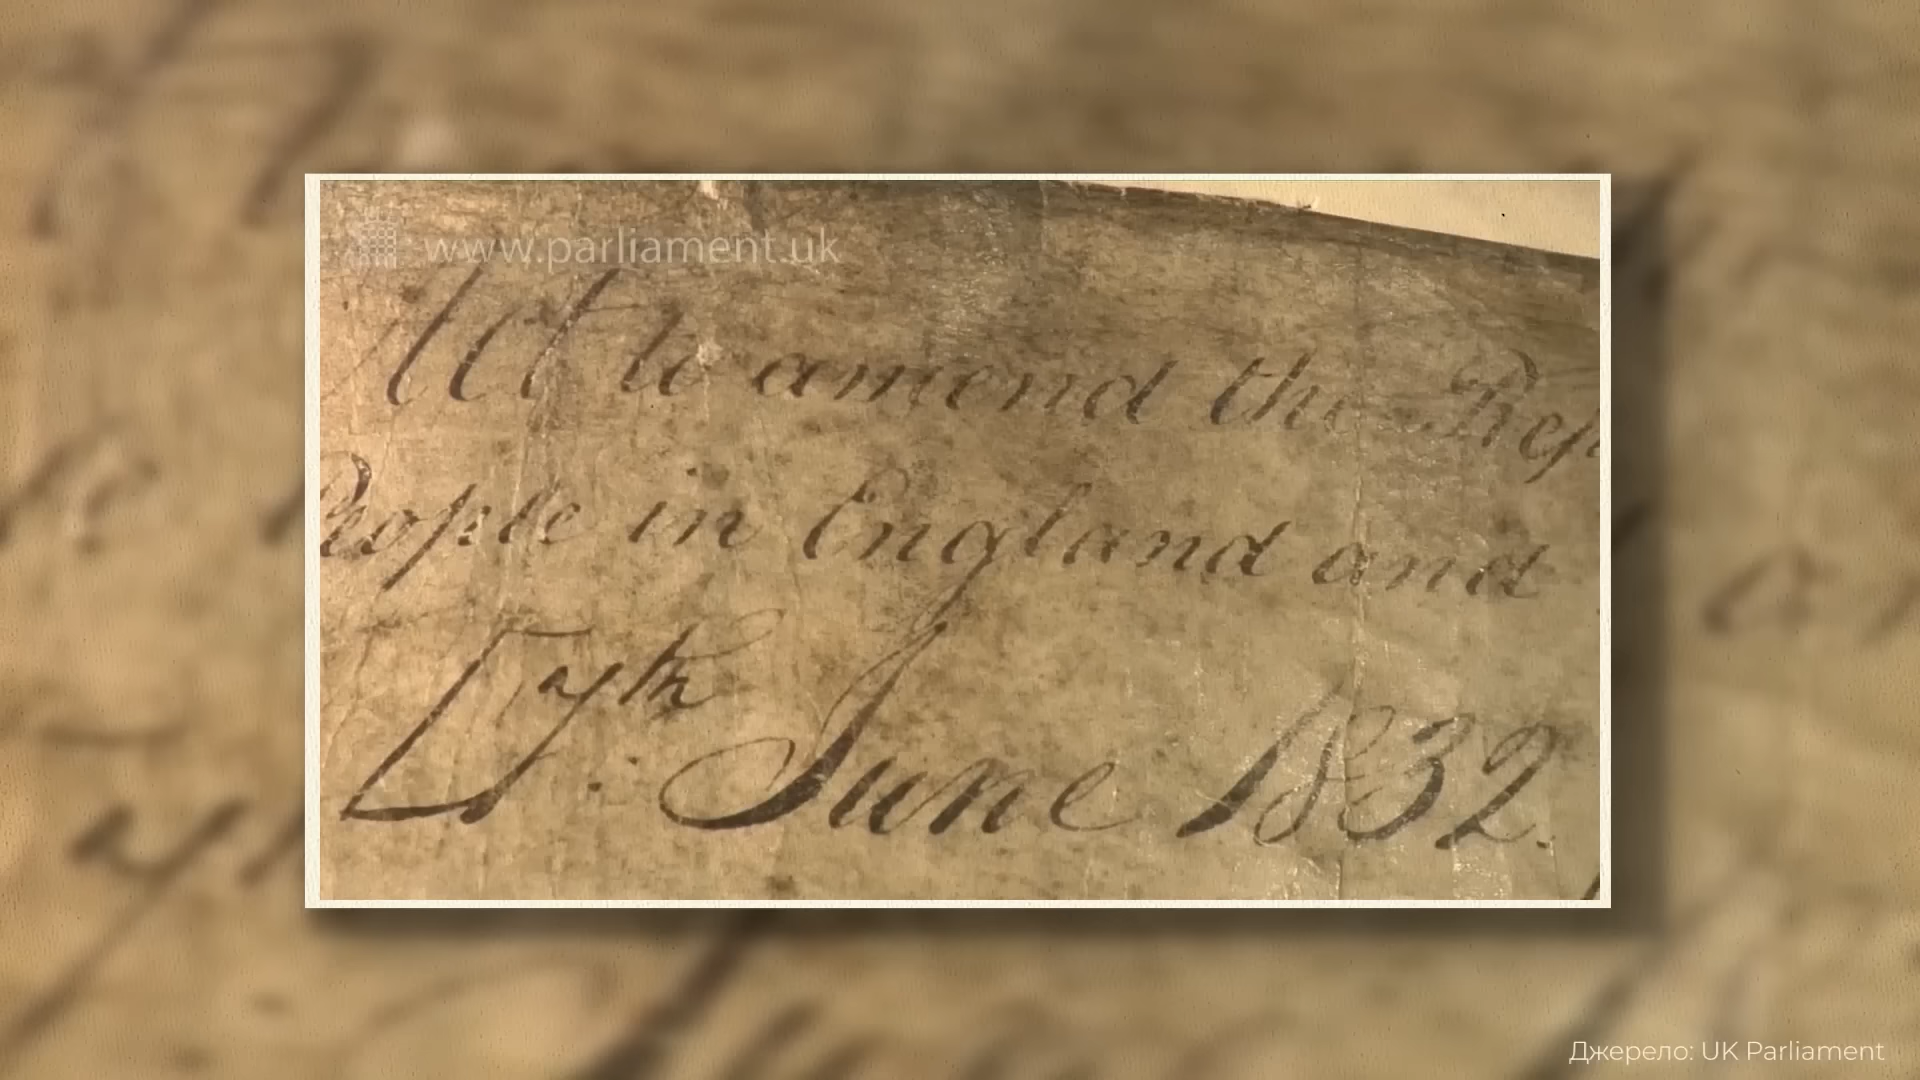 www.parliament.uk
Act to amend the Rep
People in England and
7th. June 1832.
Джерело: UK Parliament